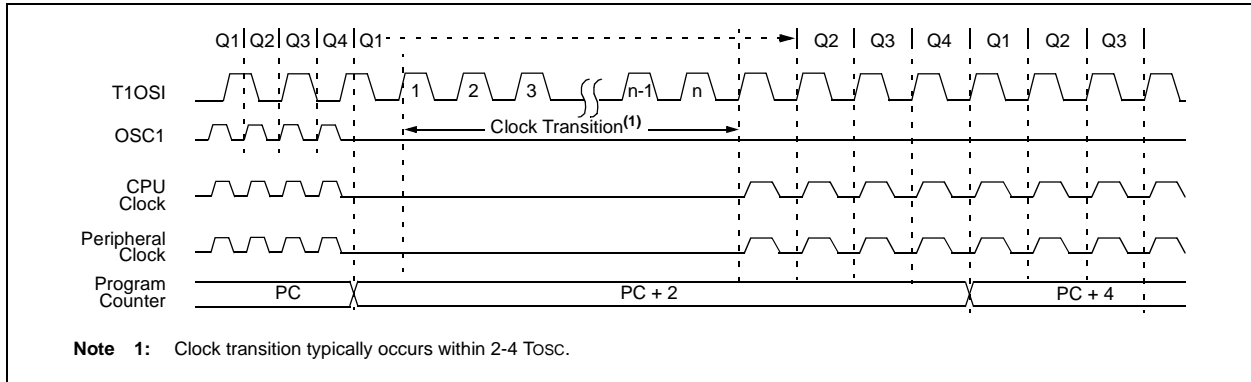 Q1 Q2 Q3 Q4 Q1 Q2 Q3 Q4 Q1 Q2 Q3
T1OSI 1 2 3 n-1 n
Clock Transition(1)
OSC1
CPU
Clock
Peripheral
Clock
Program
Counter
PC PC + 2 PC + 4
Note 1: Clock transition typically occurs within 2-4 TOSC.